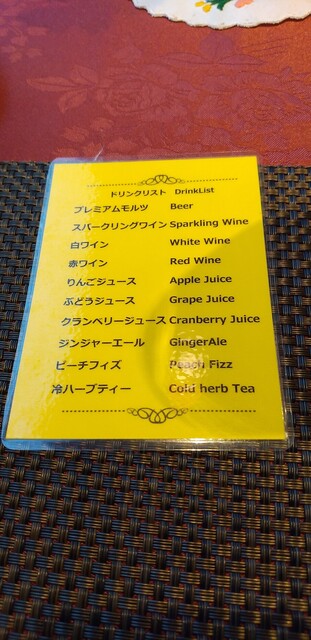 ドリンクリスト DrinkList
プレミアムモルツ Beer
スパークリングワイン Sparkling Wine
白ワイン White Wine
赤ワイン Red Wine
りんごジュース Apple Juice
ぶどうジュース Grape Juice
クランベリージュース Cranberry Juice
ジンジャーエール GingerAle
ピーチフィズ Peach Fizz
冷ハーブティー Cold herb Tea